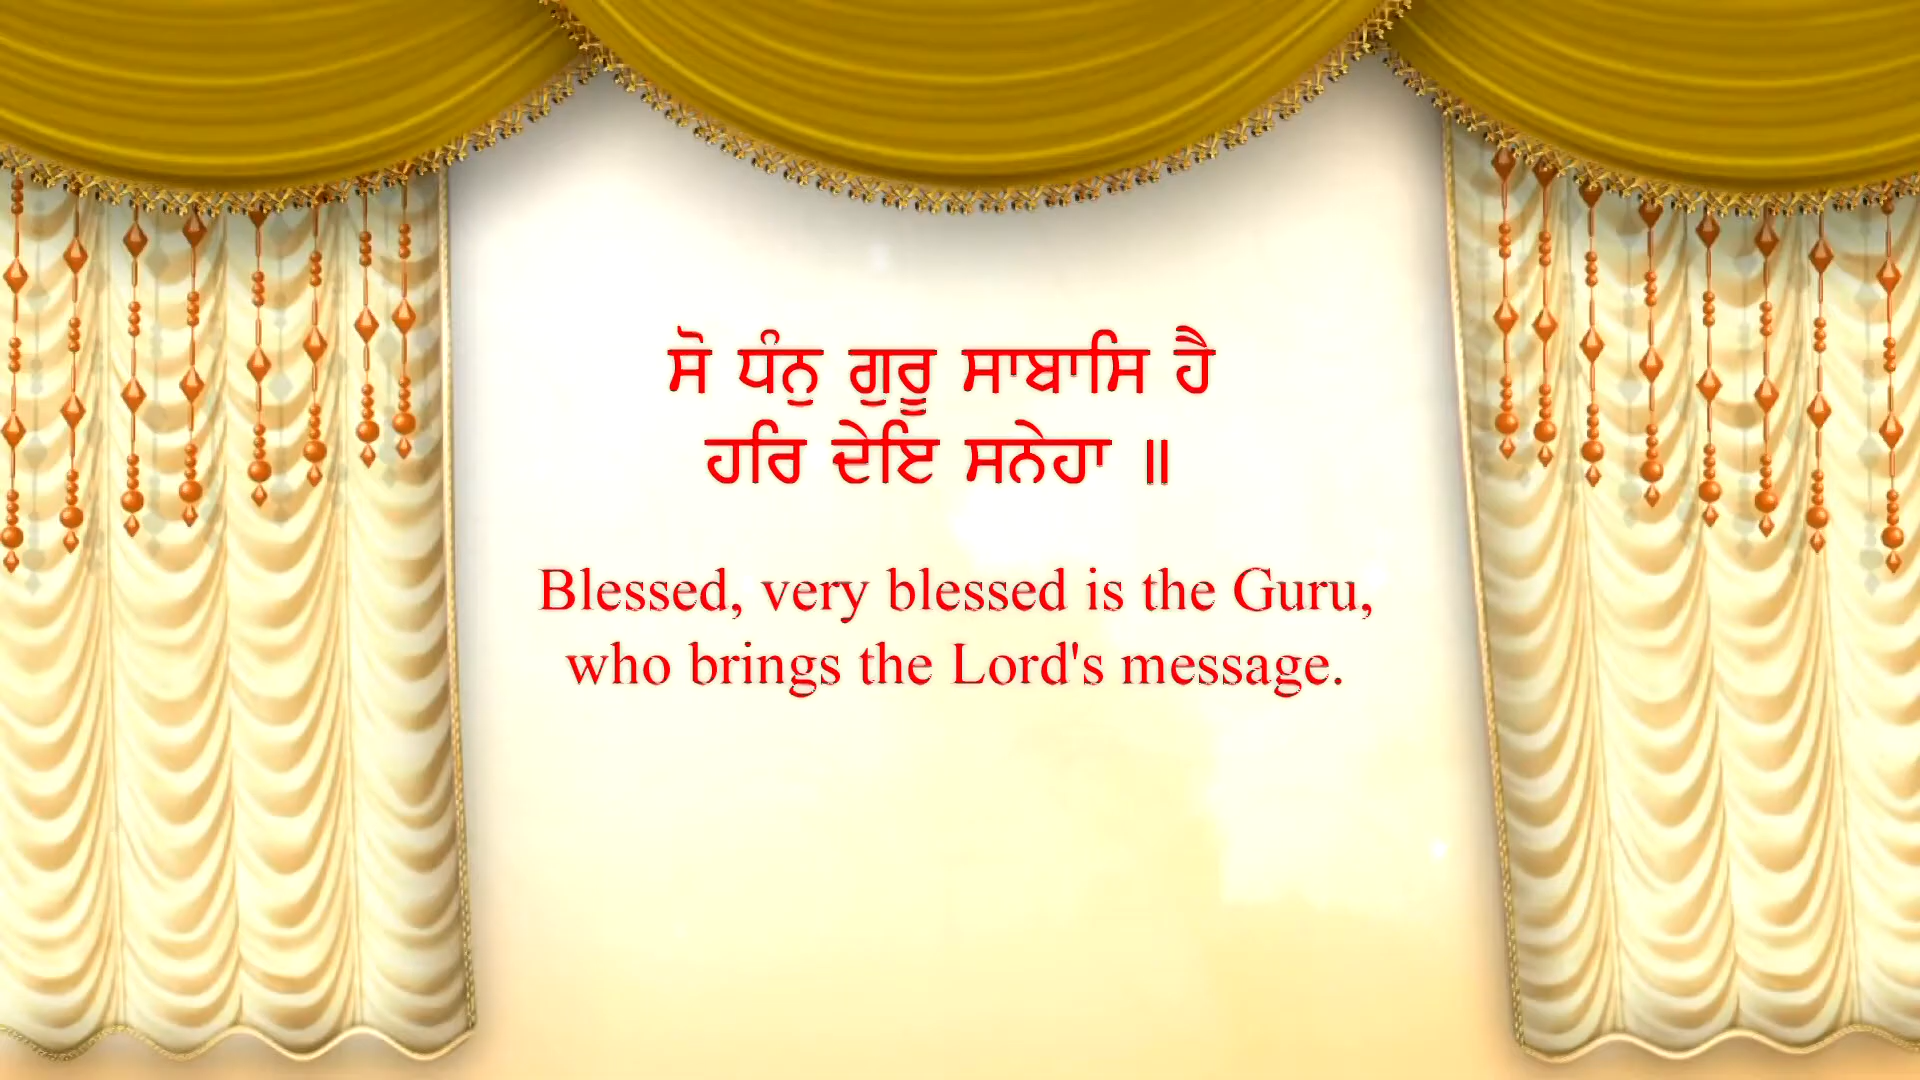 ਸੋ ਧੰਨੁ ਗੁਰੂ ਸਾਬਾਸਿ ਹੈ
ਹਰਿ ਦੇਇ ਸਨੇਹਾ ॥
Blessed, very blessed is the Guru,
who brings the Lord's message.